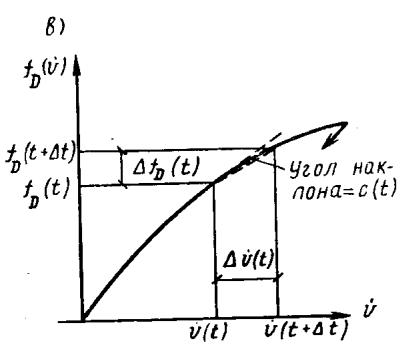 в)
f_D(v̇)
f_D(t+Δt)
Δf_D(t)
f_D(t)
Угол нак-
лона=c(t)
Δv̇(t)
v̇
v̇(t)
v̇(t+Δt)